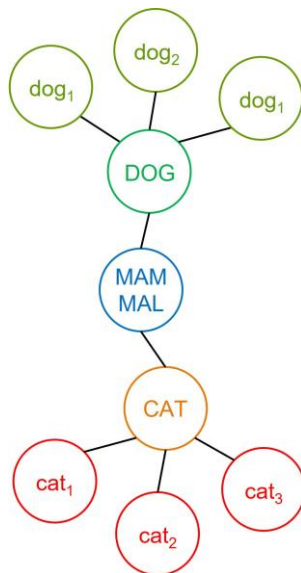 dog₂
dog₁
dog₁
DOG
MAM
MAL
CAT
cat₁
cat₃
cat₂